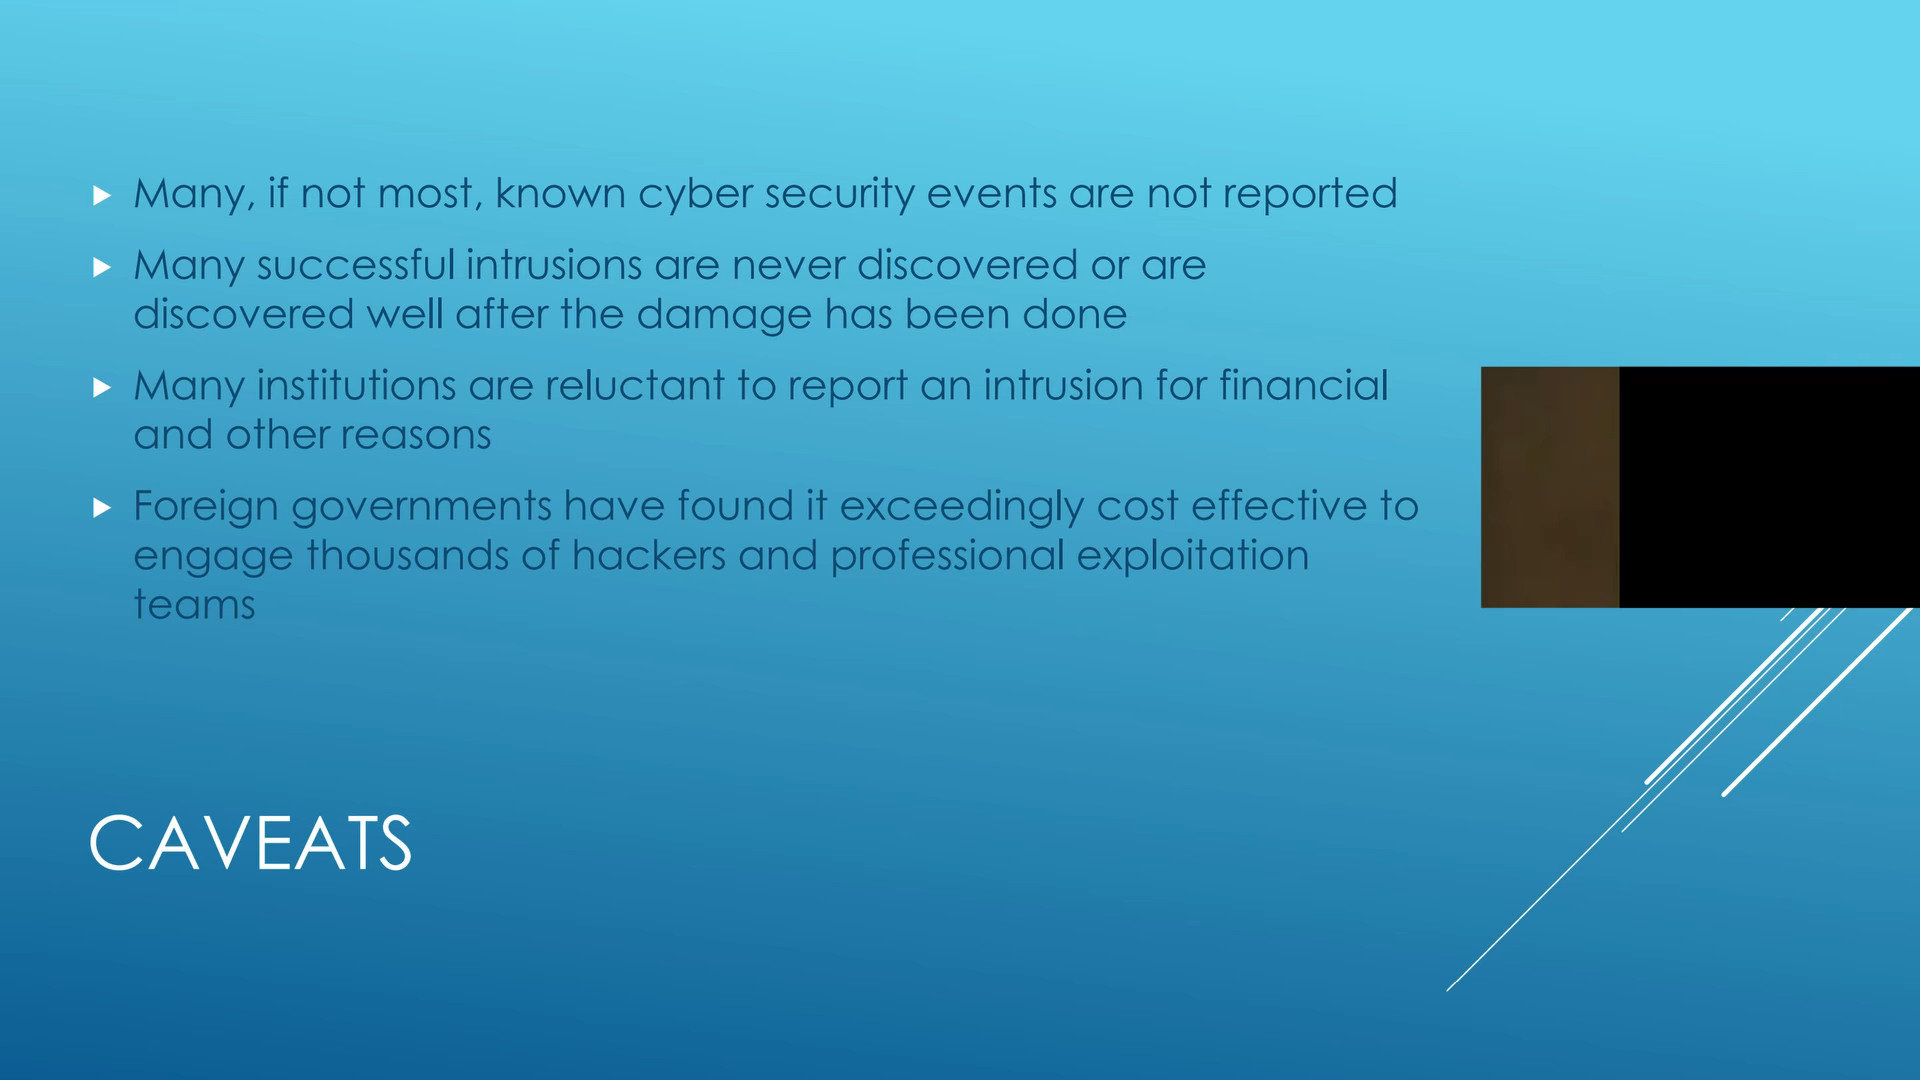 Many, if not most, known cyber security events are not reported
Many successful intrusions are never discovered or are
discovered well after the damage has been done
Many institutions are reluctant to report an intrusion for financial
and other reasons
Foreign governments have found it exceedingly cost effective to
engage thousands of hackers and professional exploitation
teams
CAVEATS